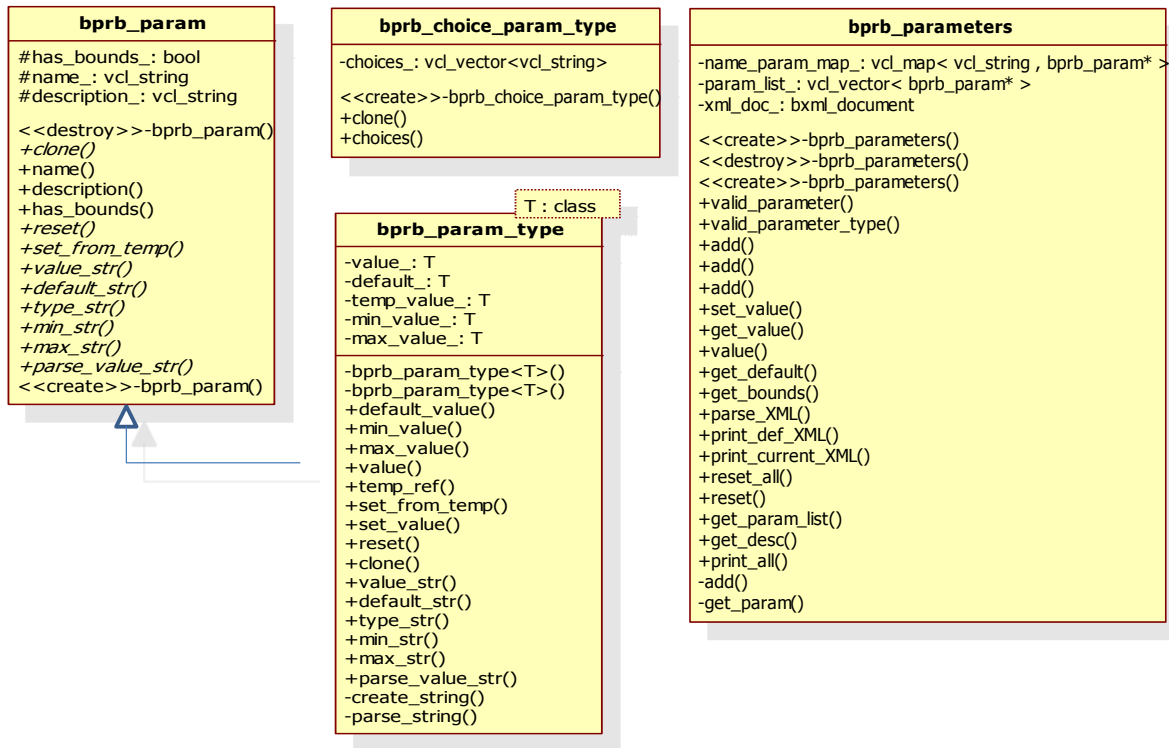 bprb_param
#has_bounds_: bool
#name_: vcl_string
#description_: vcl_string
<<destroy>>-bprb_param()
+clone()
+name()
+description()
+has_bounds()
+reset()
+set_from_temp()
+value_str()
+default_str()
+type_str()
+min_str()
+max_str()
+parse_value_str()
<<create>>-bprb_param()
bprb_choice_param_type
-choices_: vcl_vector<vcl_string>
<<create>>-bprb_choice_param_type()
+clone()
+choices()
T : class
bprb_param_type
-value_: T
-default_: T
-temp_value_: T
-min_value_: T
-max_value_: T
-bprb_param_type<T>()
-bprb_param_type<T>()
+default_value()
+min_value()
+max_value()
+value()
+temp_ref()
+set_from_temp()
+set_value()
+reset()
+clone()
+value_str()
+default_str()
+type_str()
+min_str()
+max_str()
+parse_value_str()
-create_string()
-parse_string()
bprb_parameters
-name_param_map_: vcl_map< vcl_string , bprb_param* >
-param_list_: vcl_vector< bprb_param* >
-xml_doc_: bxml_document
<<create>>-bprb_parameters()
<<destroy>>-bprb_parameters()
<<create>>-bprb_parameters()
+valid_parameter()
+valid_parameter_type()
+add()
+add()
+add()
+set_value()
+get_value()
+value()
+get_default()
+get_bounds()
+parse_XML()
+print_def_XML()
+print_current_XML()
+reset_all()
+reset()
+get_param_list()
+get_desc()
+print_all()
-add()
-get_param()